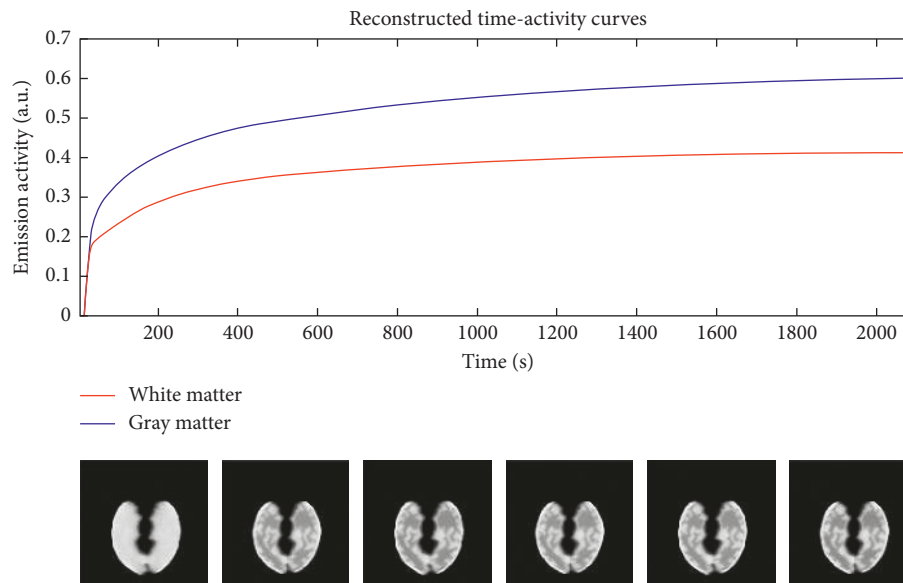 Reconstructed time-activity curves
0.7
0.6
0.5
0.4
0.3
0.2
0.1
0
Emission activity (a.u.)
200 400 600 800 1000 1200 1400 1600 1800 2000
Time (s)
White matter
Gray matter